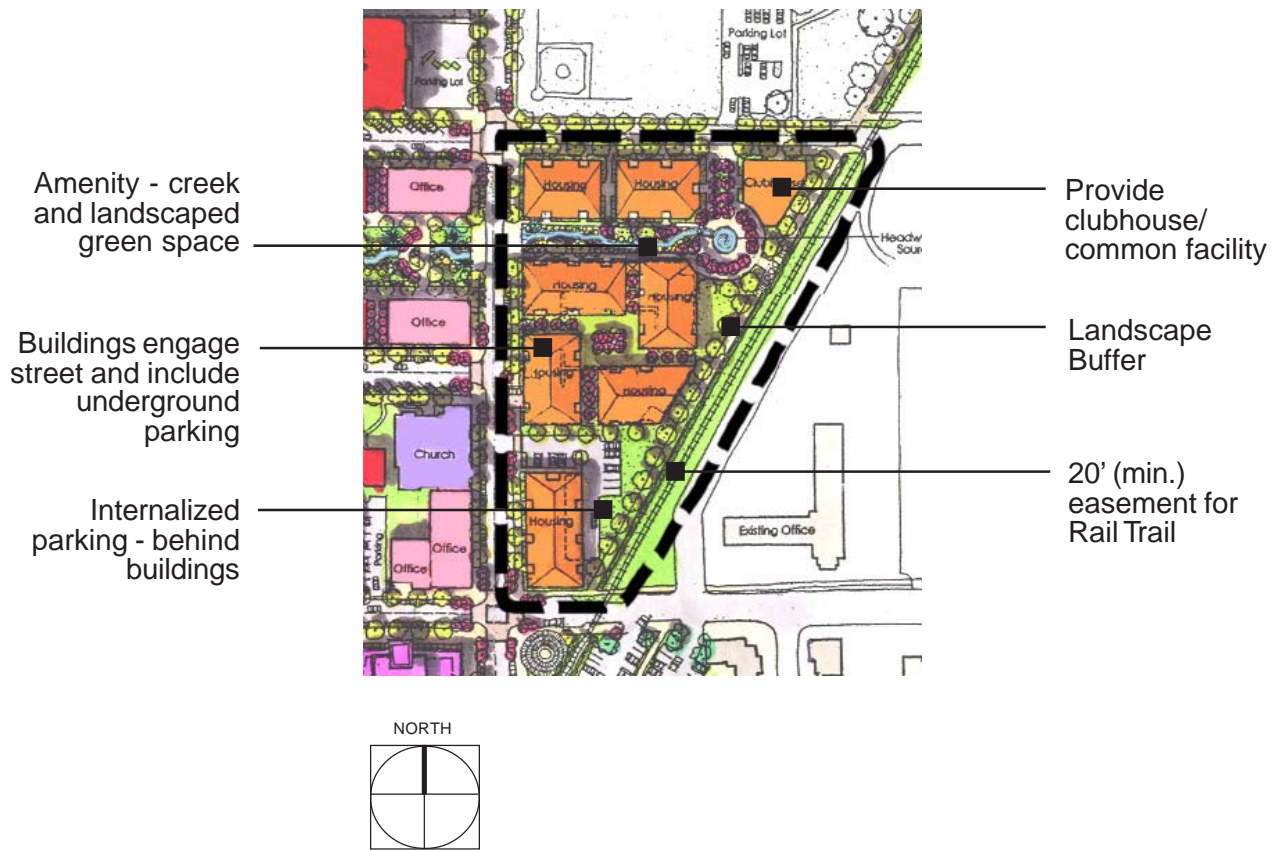 Parking Lot
Parking Lot
Amenity - creek
and landscaped
green space
Office
Housing
Housing
Provide
clubhouse/
common facility
Housing
Housing
Office
Buildings engage
street and include
underground
parking
Landscape
Buffer
Housing
Housing
Church
20’ (min.)
easement for
Rail Trail
Internalized
parking - behind
buildings
Housing
Existing Office
Parking
Office
Office
NORTH